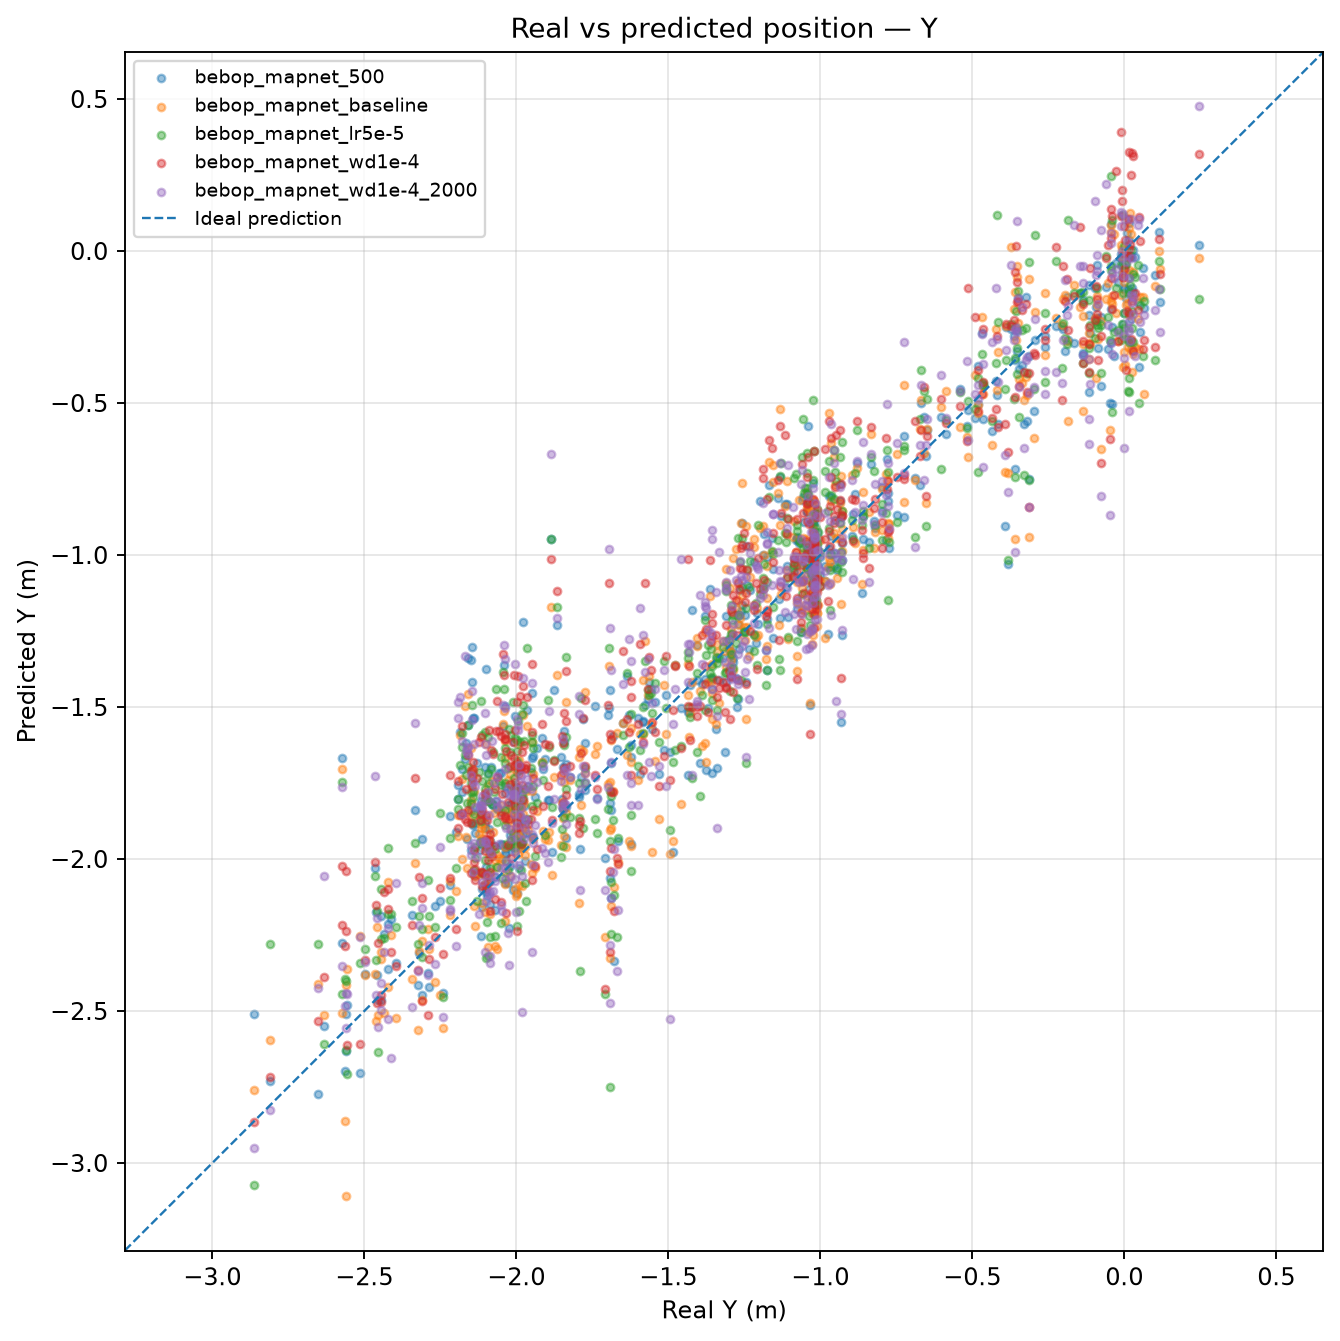 Real vs predicted position — Y
bebop_mapnet_500
bebop_mapnet_baseline
bebop_mapnet_lr5e-5
bebop_mapnet_wd1e-4
bebop_mapnet_wd1e-4_2000
Ideal prediction
Predicted Y (m)
0.5
0.0
−0.5
−1.0
−1.5
−2.0
−2.5
−3.0
−3.0 −2.5 −2.0 −1.5 −1.0 −0.5 0.0 0.5
Real Y (m)